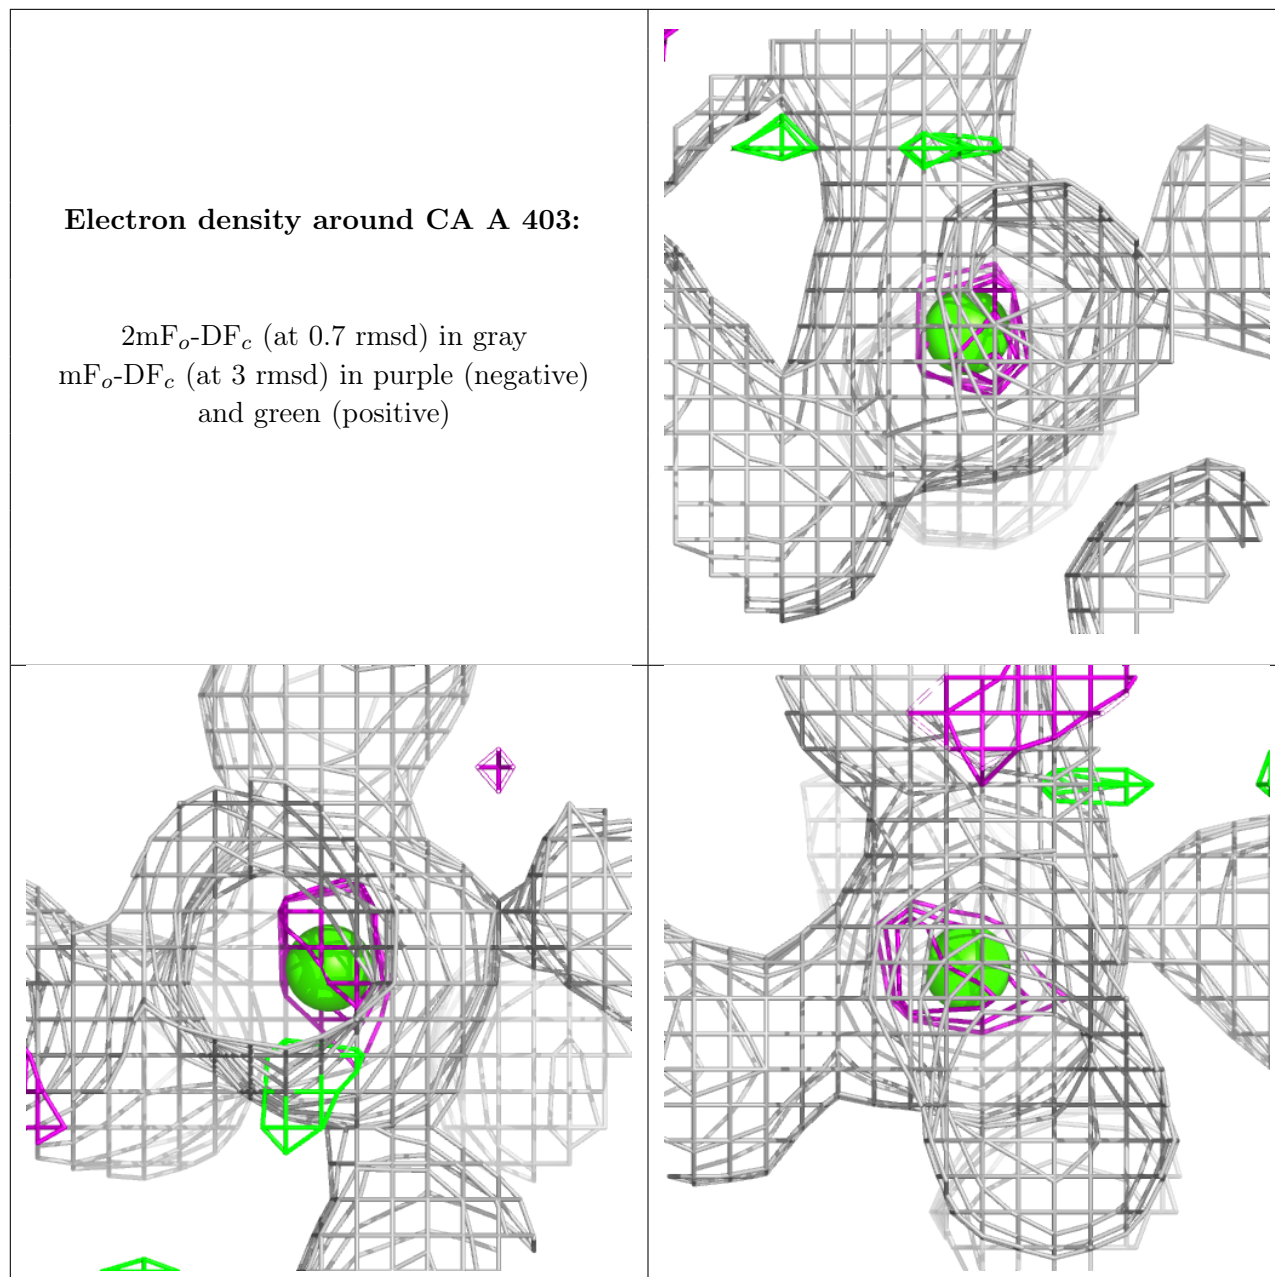 Electron density around CA A 403:
2mFo-DFc (at 0.7 rmsd) in gray
mFo-DFc (at 3 rmsd) in purple (negative)
and green (positive)